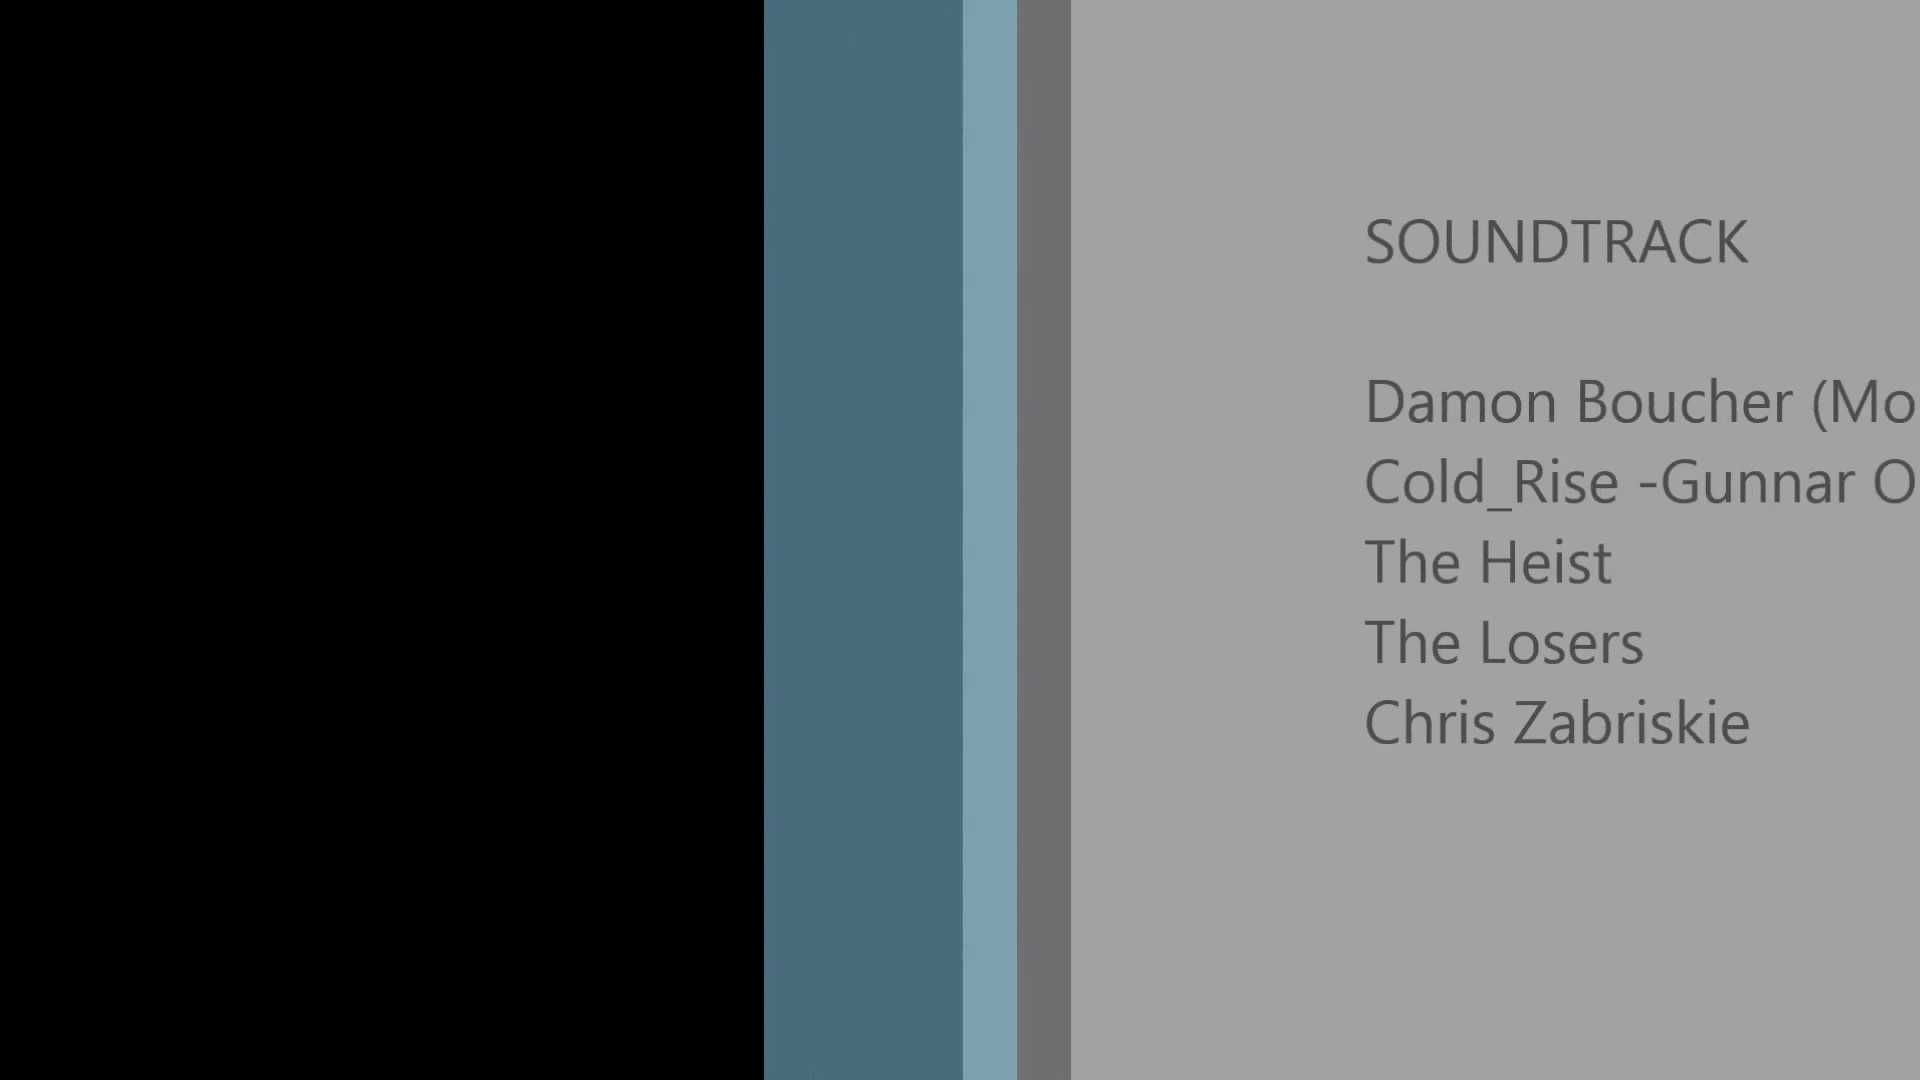 SOUNDTRACK
Damon Boucher (Mo
Cold_Rise -Gunnar O
The Heist
The Losers
Chris Zabriskie